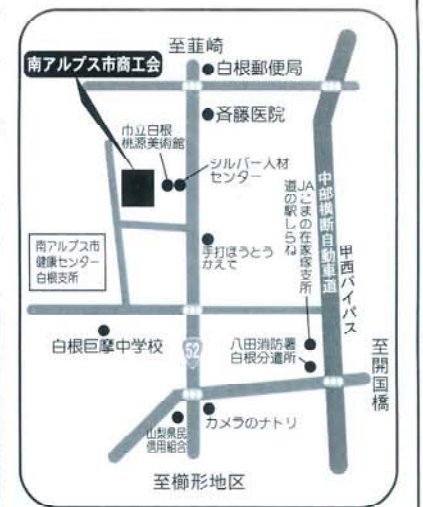 至韮崎
南アルプス市商工会
白根郵便局
斉藤医院
市立白根
桃源美術館
シルバー人材
センター
中部横断自動車道
甲西バイパス
JAこまの在家塚支所
道の駅しらね
南アルプス市
健康センター
白根支所
手打ほうとう
かえで
白根巨摩中学校
52
八田消防署
白根分遣所
至開国橋
カメラのナトリ
山梨県民
信用組合
至櫛形地区